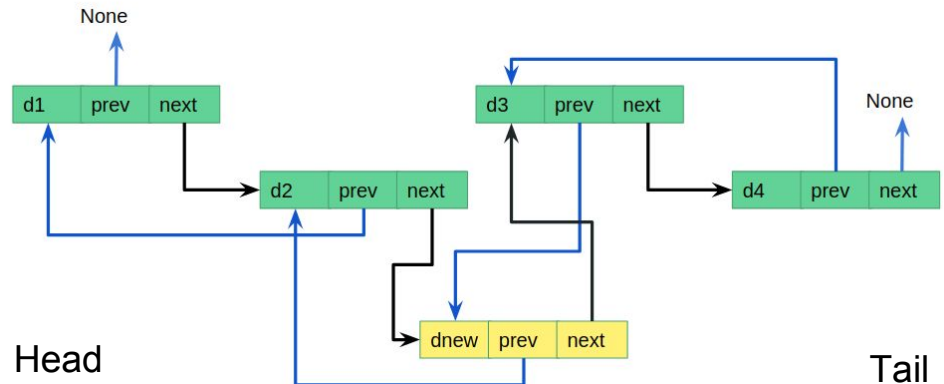 None
d1 prev next
d3 prev next
None
d2 prev next
d4 prev next
dnew prev next
Head
Tail